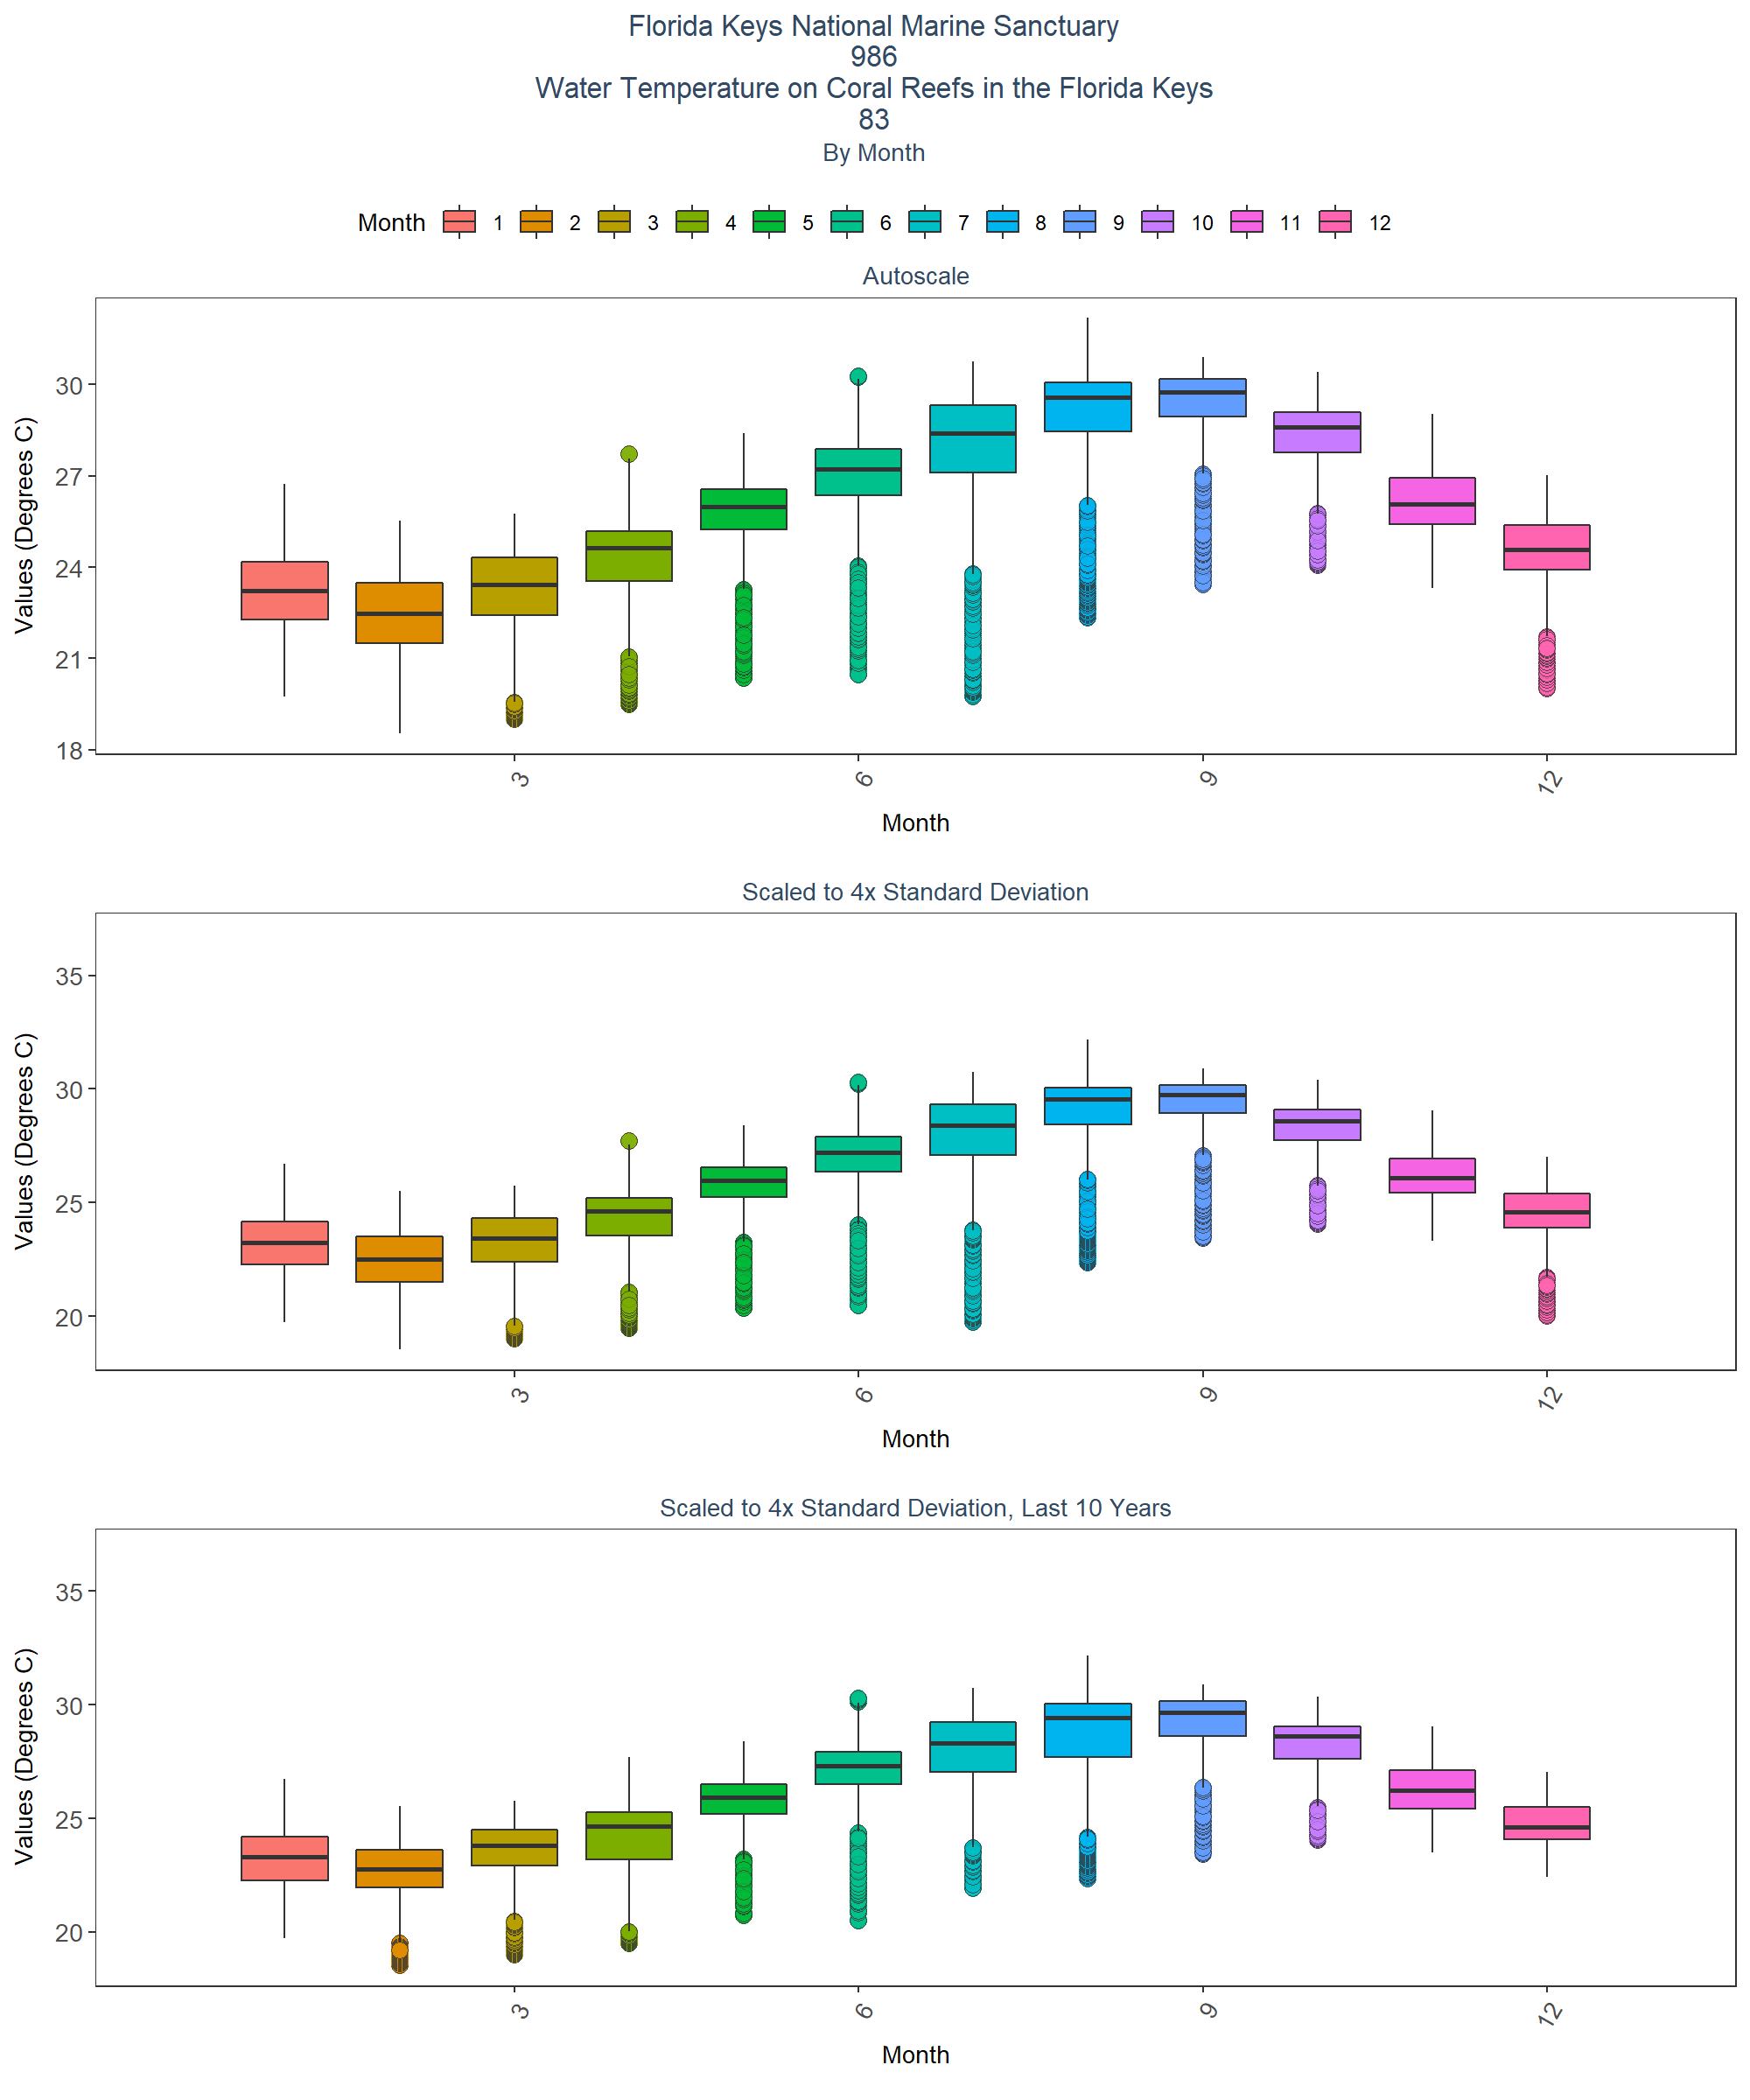 Florida Keys National Marine Sanctuary
986
Water Temperature on Coral Reefs in the Florida Keys
83
By Month
Month 1 2 3 4 5 6 7 8 9 10 11 12
Autoscale
Values (Degrees C)
30
27
24
21
18
3 6 9 12
Month
Scaled to 4x Standard Deviation
Values (Degrees C)
35
30
25
20
3 6 9 12
Month
Scaled to 4x Standard Deviation, Last 10 Years
Values (Degrees C)
35
30
25
20
3 6 9 12
Month